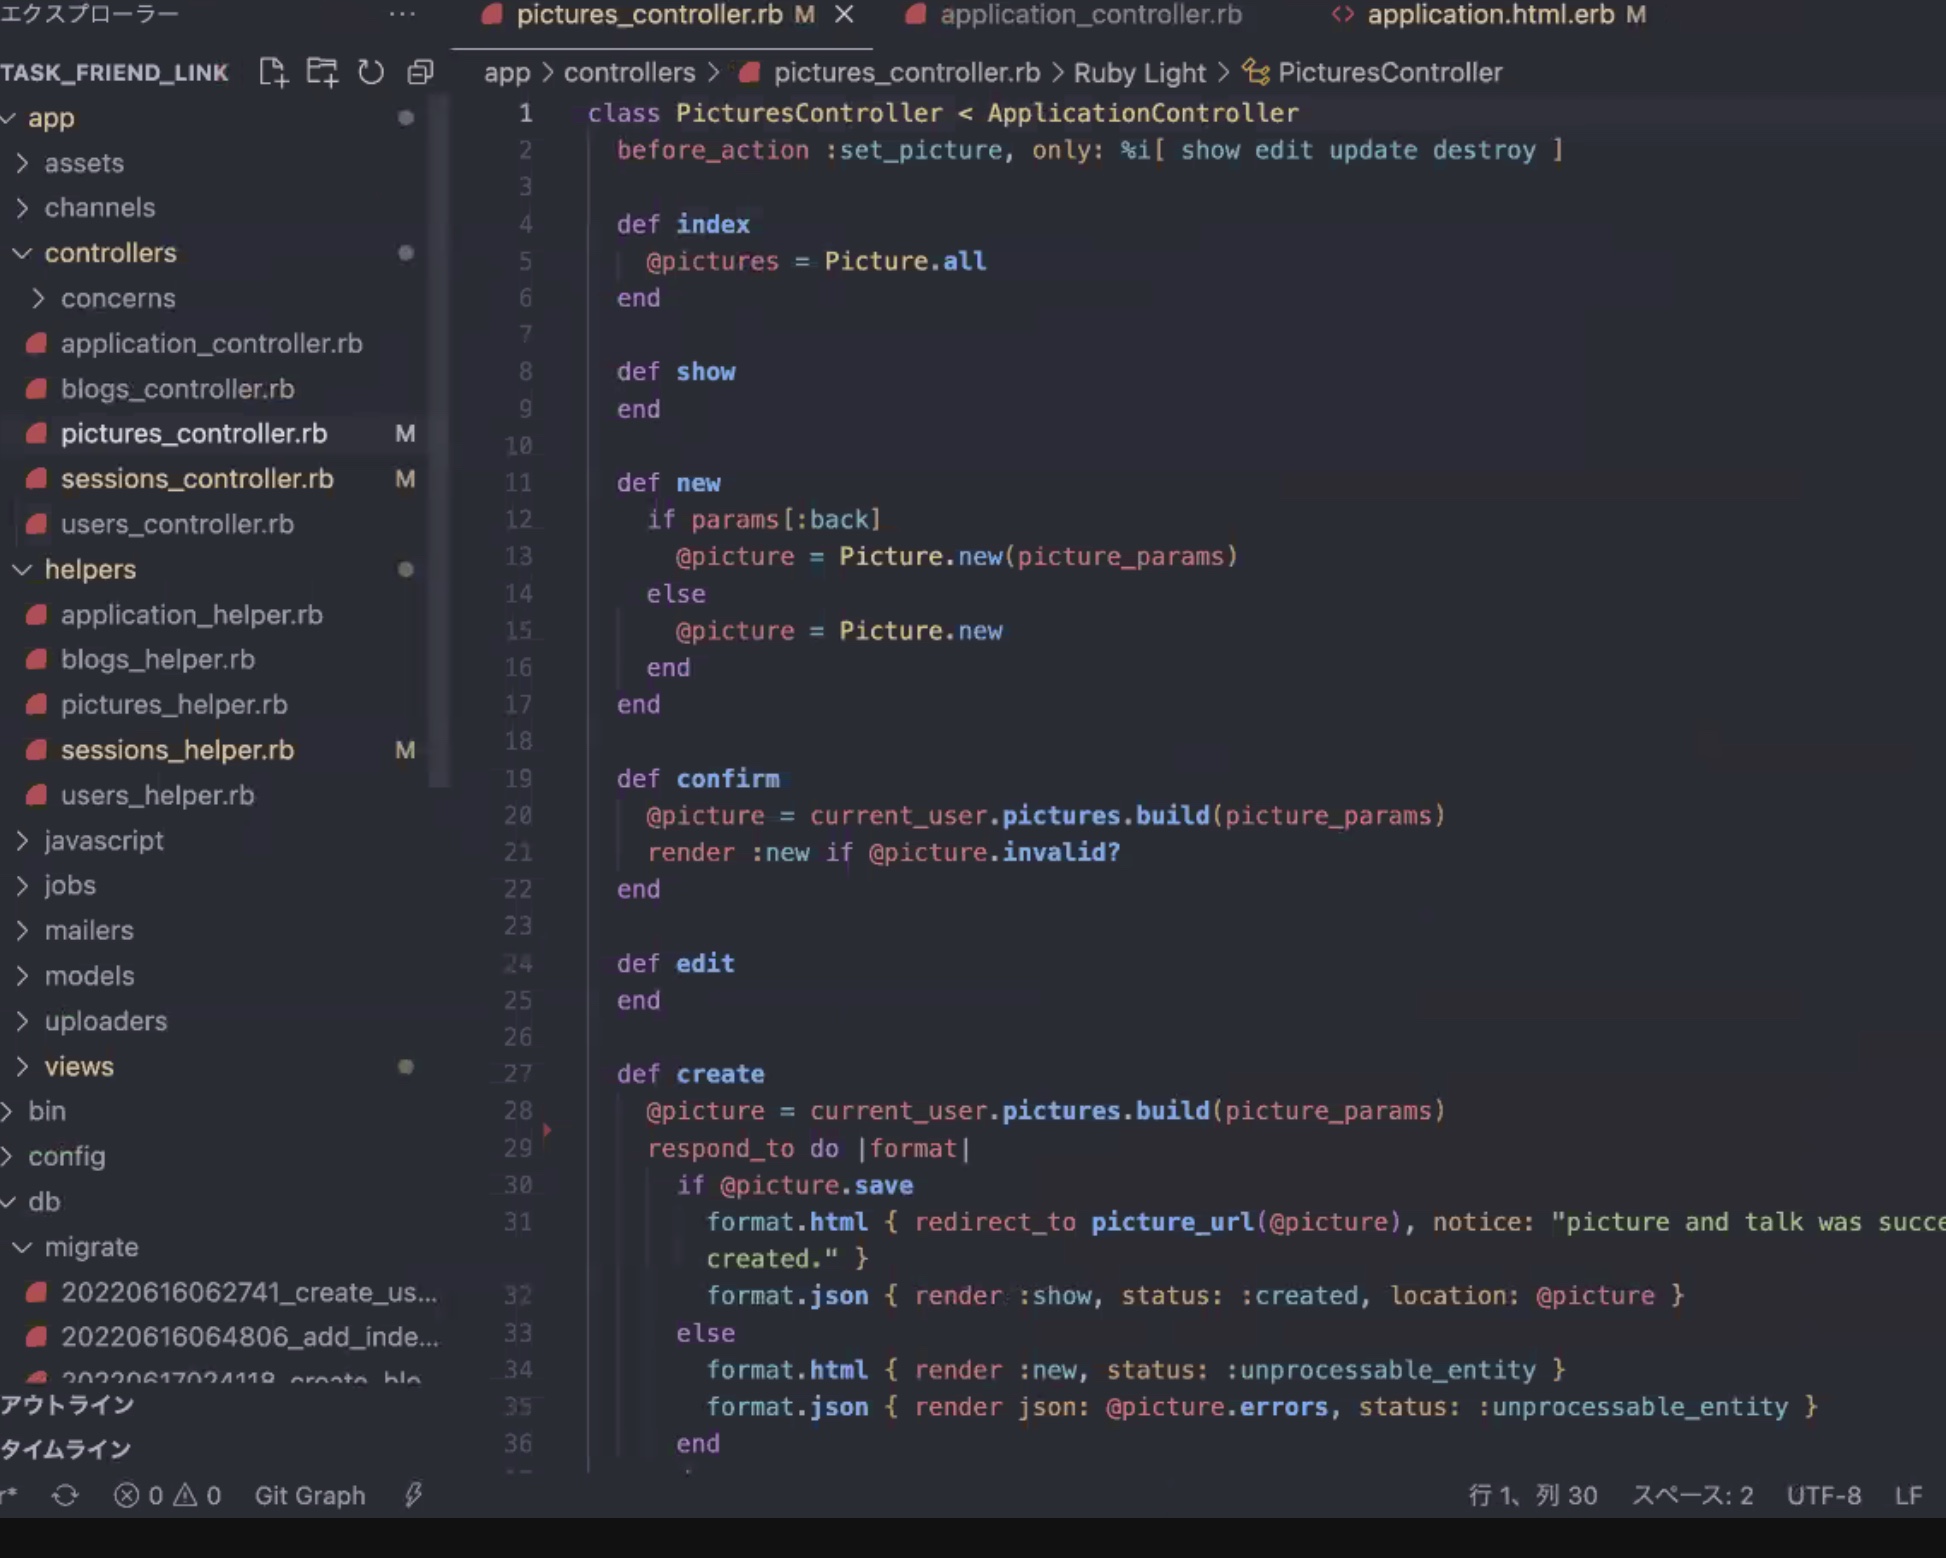 エクスプローラー ...
pictures_controller.rb M
application_controller.rb
application.html.erb M
TASK_FRIEND_LINK
app > controllers > pictures_controller.rb > Ruby Light > PicturesController
app
assets
channels
controllers
concerns
application_controller.rb
blogs_controller.rb
pictures_controller.rb M
sessions_controller.rb M
users_controller.rb
helpers
application_helper.rb
blogs_helper.rb
pictures_helper.rb
sessions_helper.rb M
users_helper.rb
javascript
jobs
mailers
models
uploaders
views
bin
config
db
migrate
20220616062741_create_us...
20220616064806_add_inde...
20220617024118_create_blo
アウトライン
タイムライン
1 class PicturesController < ApplicationController
2 before_action :set_picture, only: %i[ show edit update destroy ]
3
4 def index
5 @pictures = Picture.all
6 end
7
8 def show
9 end
10
11 def new
12 if params[:back]
13 @picture = Picture.new(picture_params)
14 else
15 @picture = Picture.new
16 end
17 end
18
19 def confirm
20 @picture = current_user.pictures.build(picture_params)
21 render :new if @picture.invalid?
22 end
23
24 def edit
25 end
26
27 def create
28 @picture = current_user.pictures.build(picture_params)
29 respond_to do |format|
30 if @picture.save
31 format.html { redirect_to picture_url(@picture), notice: "picture and talk was succe
created." }
32 format.json { render :show, status: :created, location: @picture }
33 else
34 format.html { render :new, status: :unprocessable_entity }
35 format.json { render json: @picture.errors, status: :unprocessable_entity }
36 end
r* 0 0 Git Graph 行 1、列 30 スペース: 2 UTF-8 LF